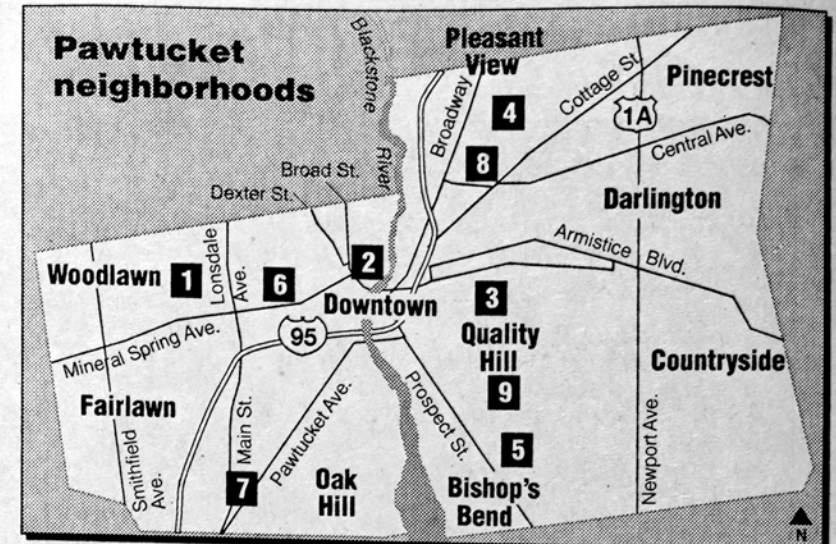 Pawtucket
neighborhoods
Blackstone
River
Pleasant
View
Broadway
4
Cottage St.
Pinecrest
1A
8
Central Ave.
Broad St.
Dexter St.
Darlington
Armistice Blvd.
Woodlawn
1
Lonsdale
Ave.
6
2
Downtown
3
Quality
Hill
95
Mineral Spring Ave.
Countryside
9
Fairlawn
Smithfield
Ave.
Main St.
Pawtucket Ave.
Prospect St.
5
Newport Ave.
7
Oak
Hill
Bishop's
Bend
N